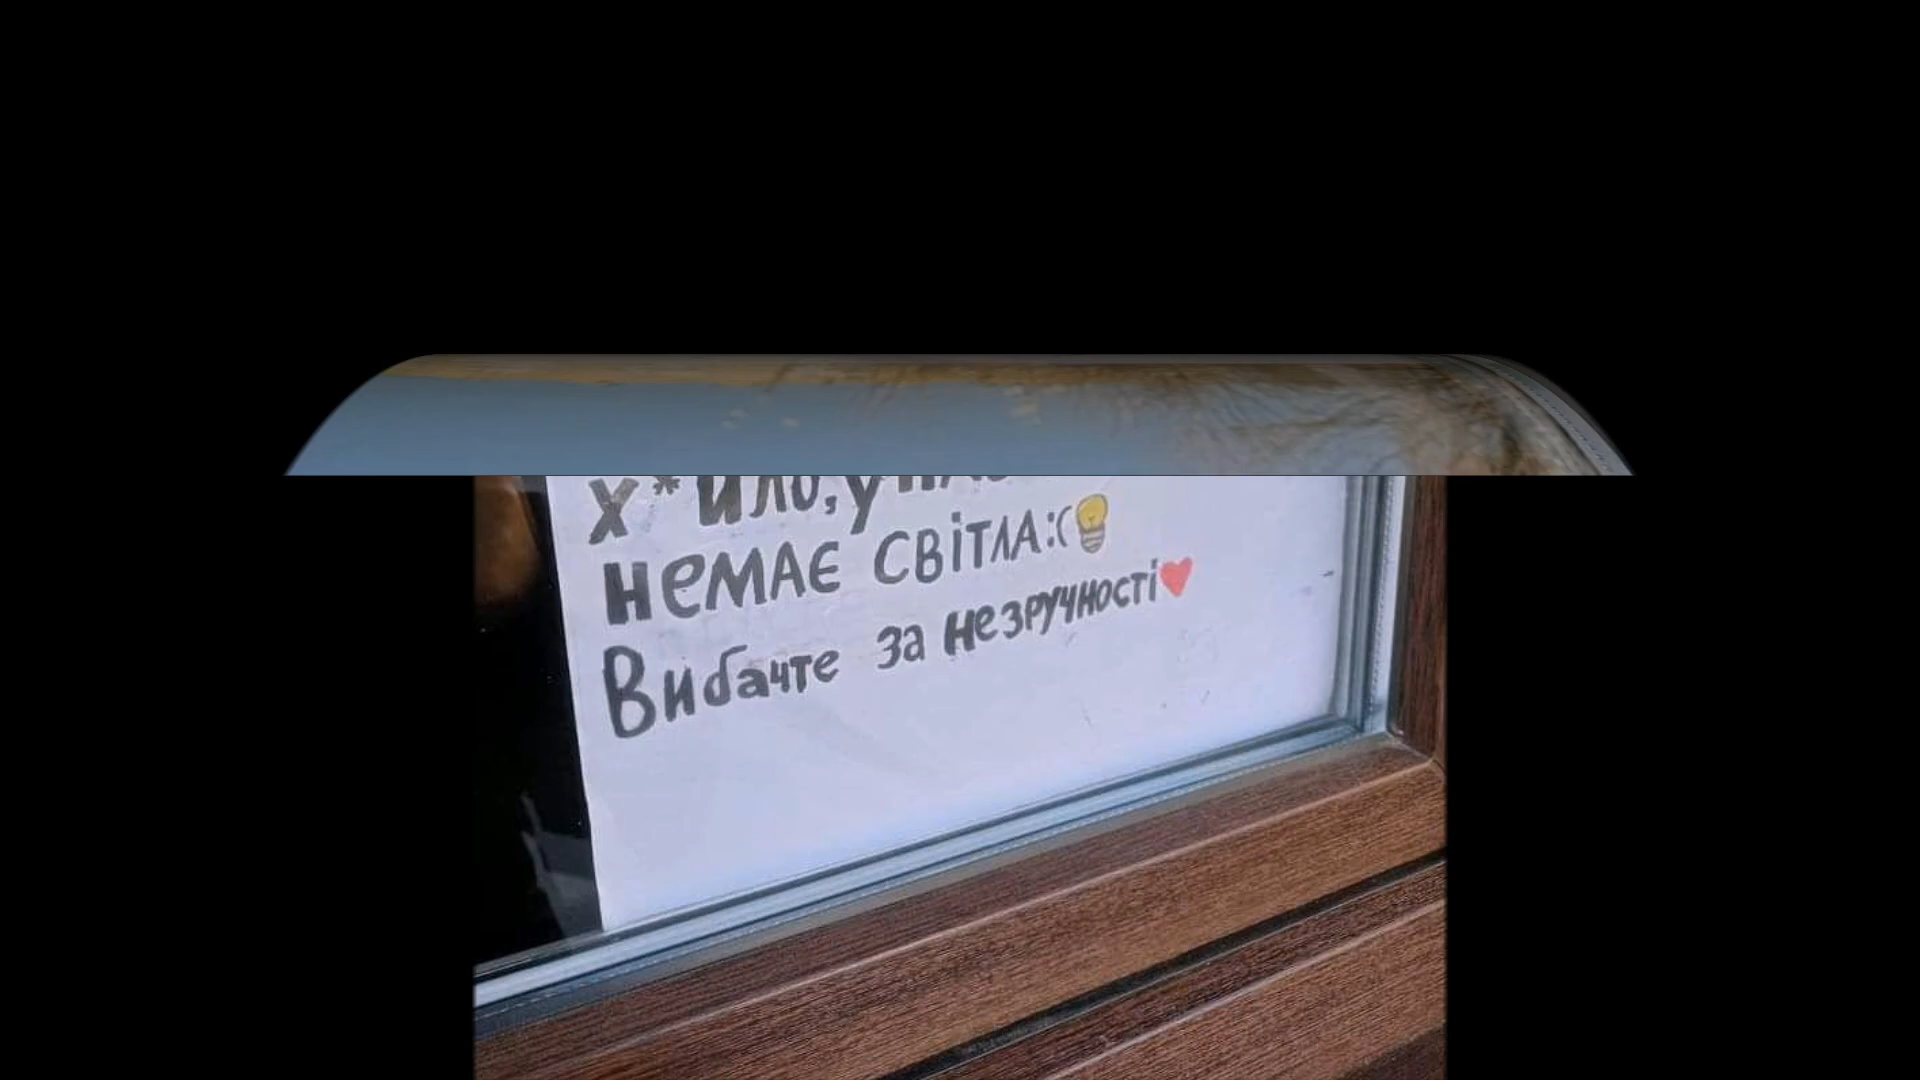 х*йло, у
немає світла:(
Вибачте за незручності